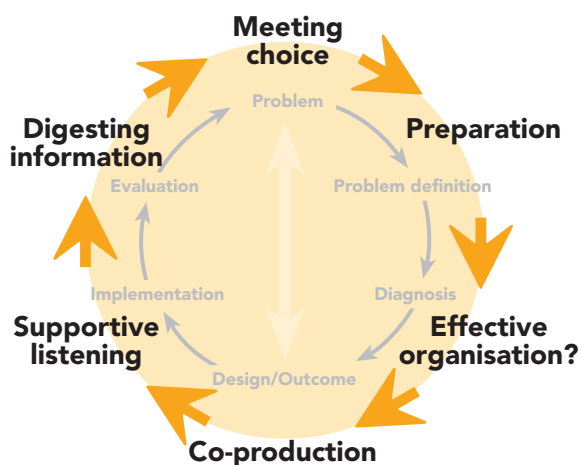 Meeting
choice
Problem
Digesting
information
Preparation
Evaluation
Problem definition
Implementation
Diagnosis
Supportive
listening
Effective
organisation?
Design/Outcome
Co-production